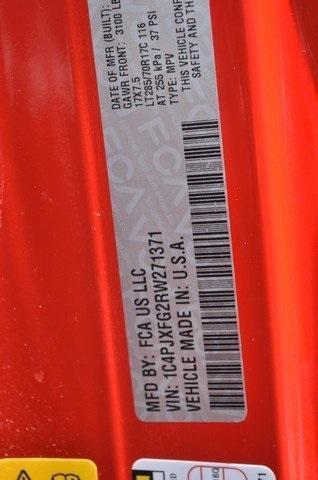 MFD BY: FCA US LLC
DATE OF MFR (BUILT):
GAWR FRONT: 3100 LB
17X7.5
LT285/70R17C 116
AT 255 kPa / 37 PSI
TYPE: MPV
VIN: 1C4PJXFG2RW271371
THIS VEHICLE CONF
SAFETY AND TH
VEHICLE MADE IN: U.S.A.